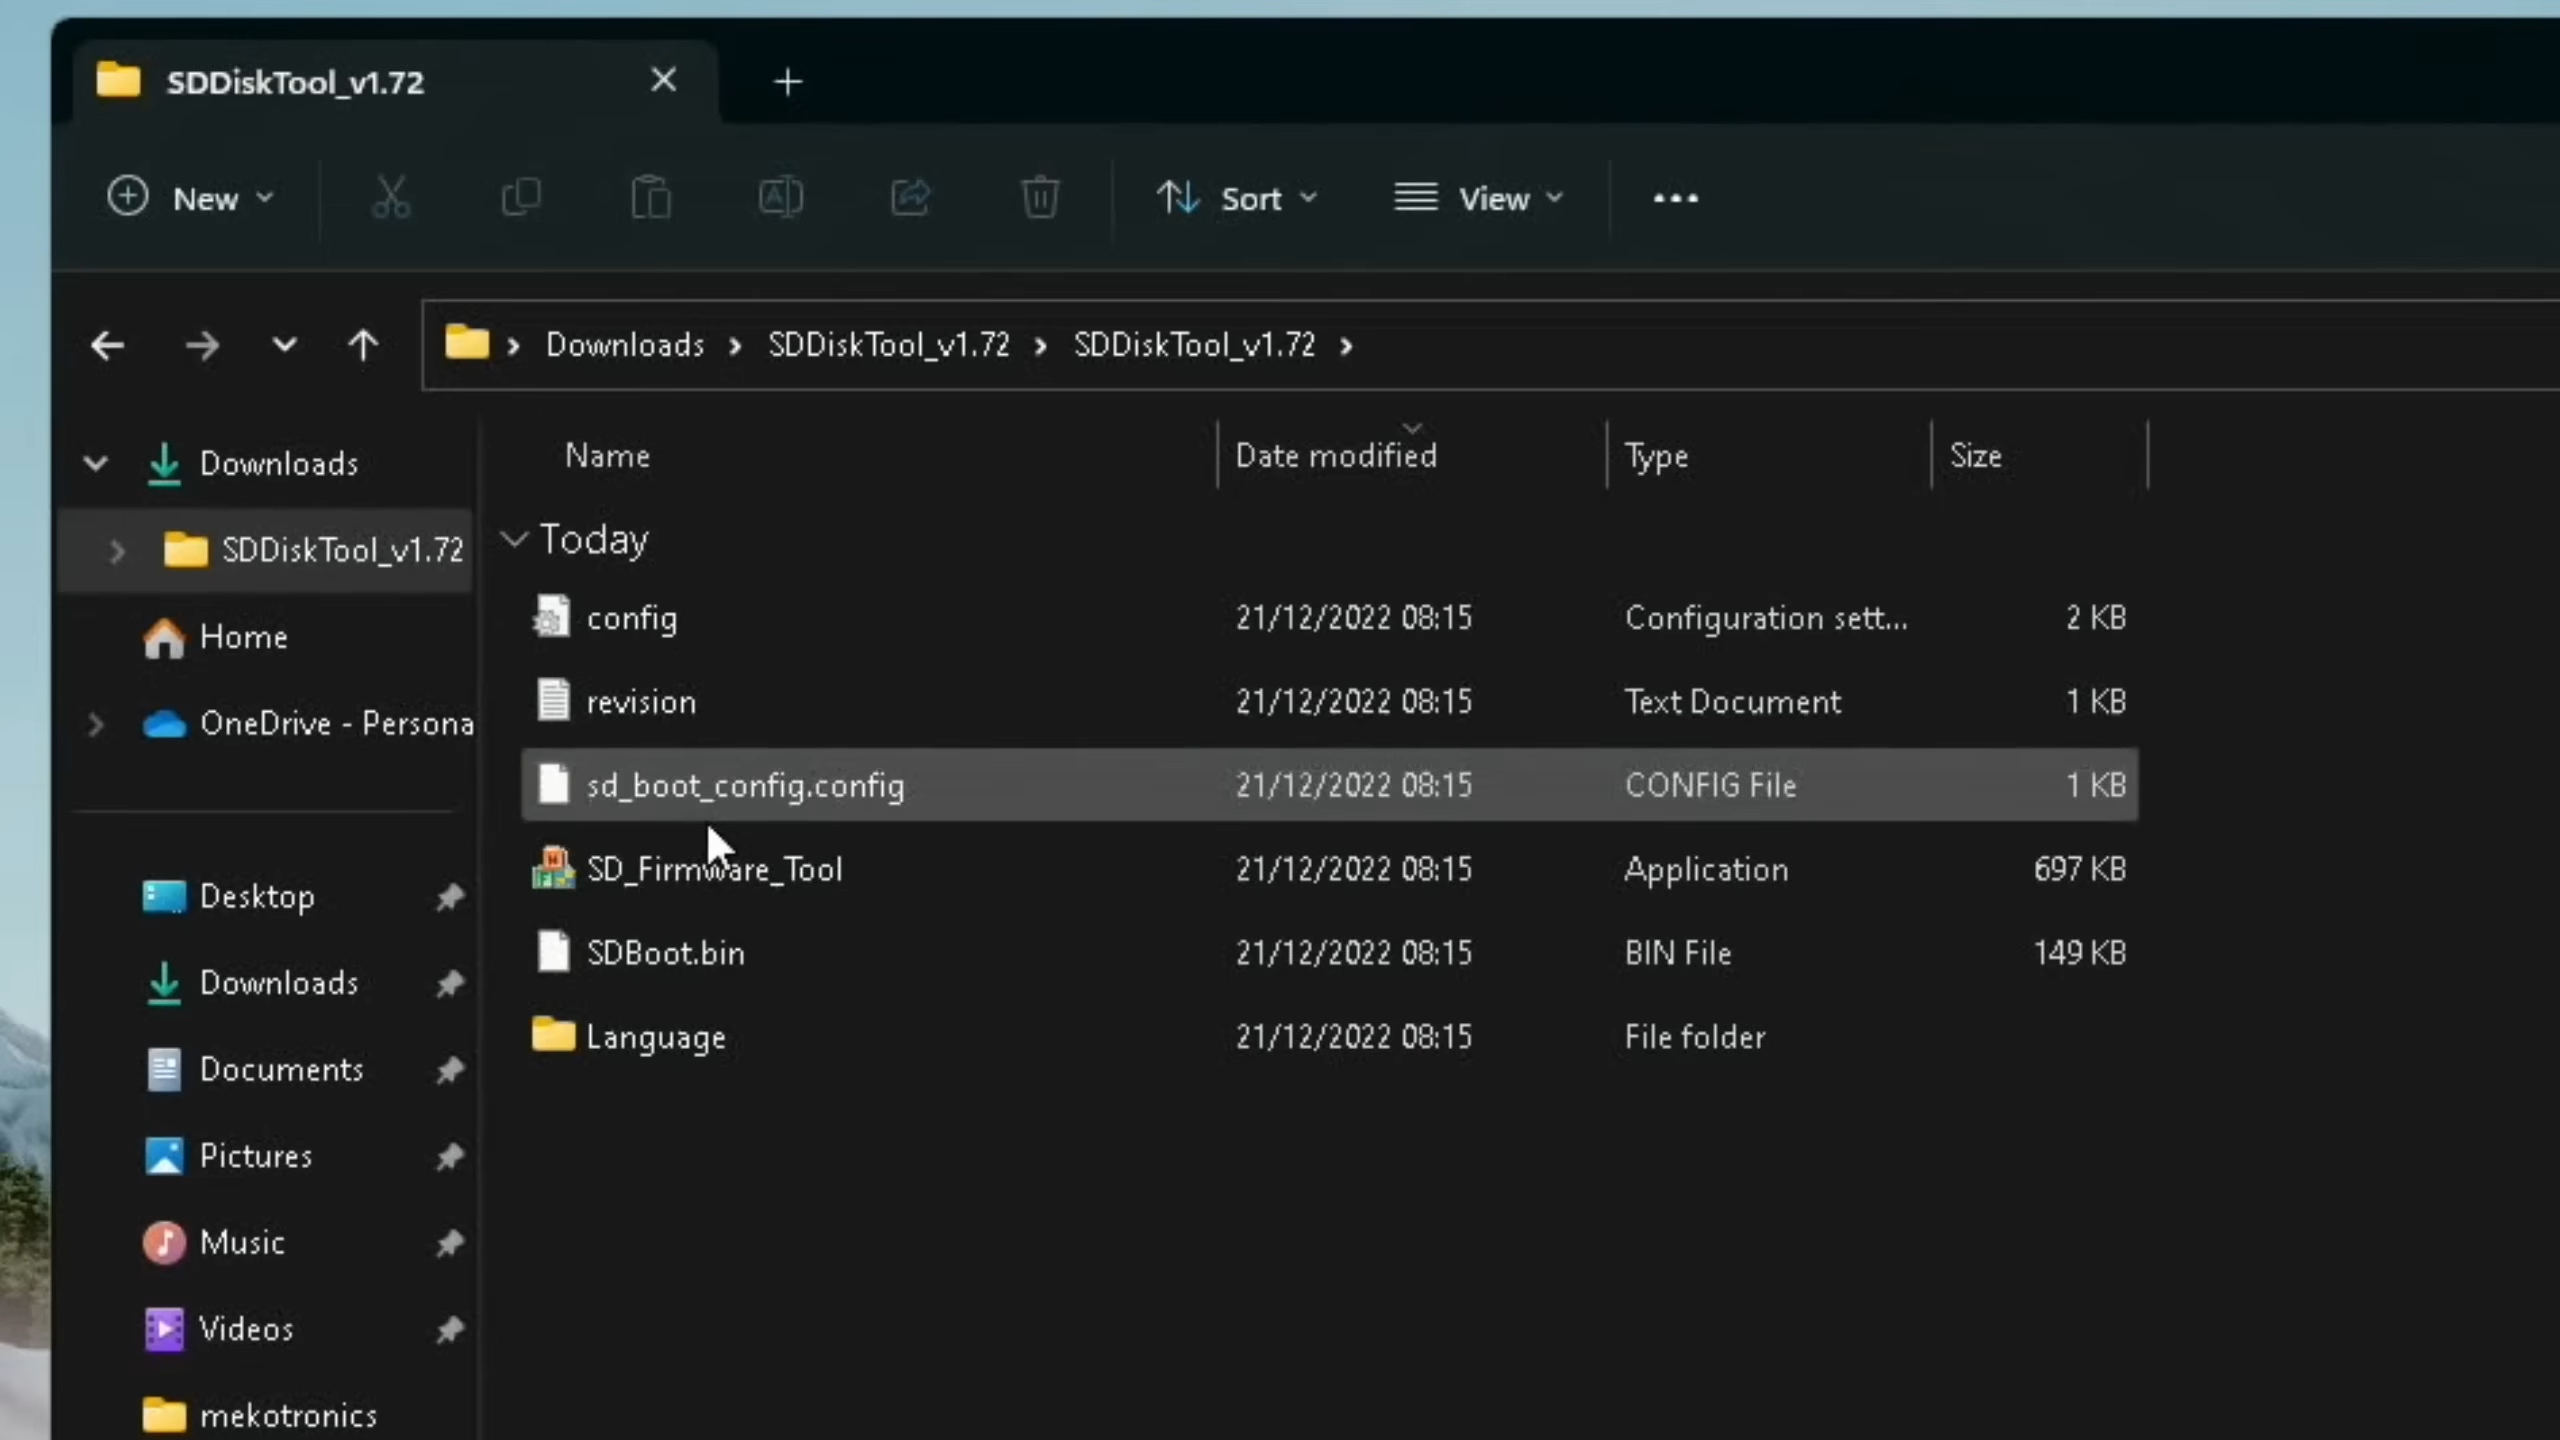 SDDiskTool_v1.72
New
Sort
View
Downloads
SDDiskTool_v1.72
SDDiskTool_v1.72
Downloads
SDDiskTool_v1.72
Home
OneDrive - Persona
Desktop
Downloads
Documents
Pictures
Music
Videos
mekotronics
Name Date modified Type Size
Today
config 21/12/2022 08:15 Configuration sett... 2 KB
revision 21/12/2022 08:15 Text Document 1 KB
sd_boot_config.config 21/12/2022 08:15 CONFIG File 1 KB
SD_Firmware_Tool 21/12/2022 08:15 Application 697 KB
SDBoot.bin 21/12/2022 08:15 BIN File 149 KB
Language 21/12/2022 08:15 File folder